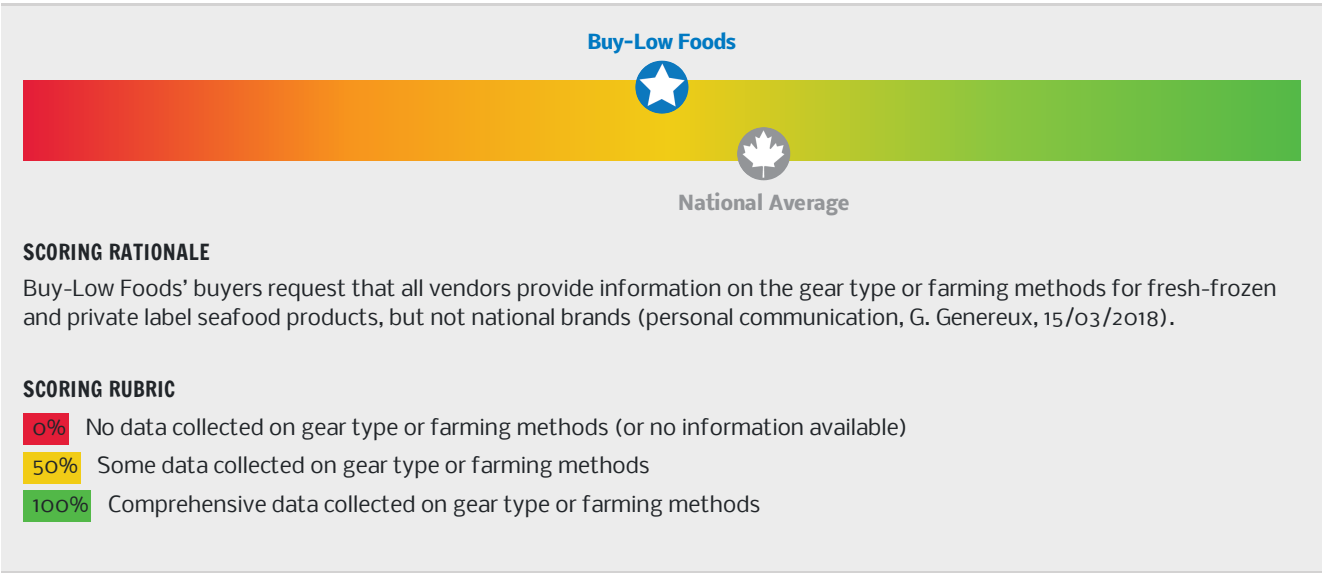 Buy-Low Foods
National Average
SCORING RATIONALE
Buy-Low Foods’ buyers request that all vendors provide information on the gear type or farming methods for fresh-frozen
and private label seafood products, but not national brands (personal communication, G. Genereux, 15/03/2018).
SCORING RUBRIC
0% No data collected on gear type or farming methods (or no information available)
50% Some data collected on gear type or farming methods
100% Comprehensive data collected on gear type or farming methods